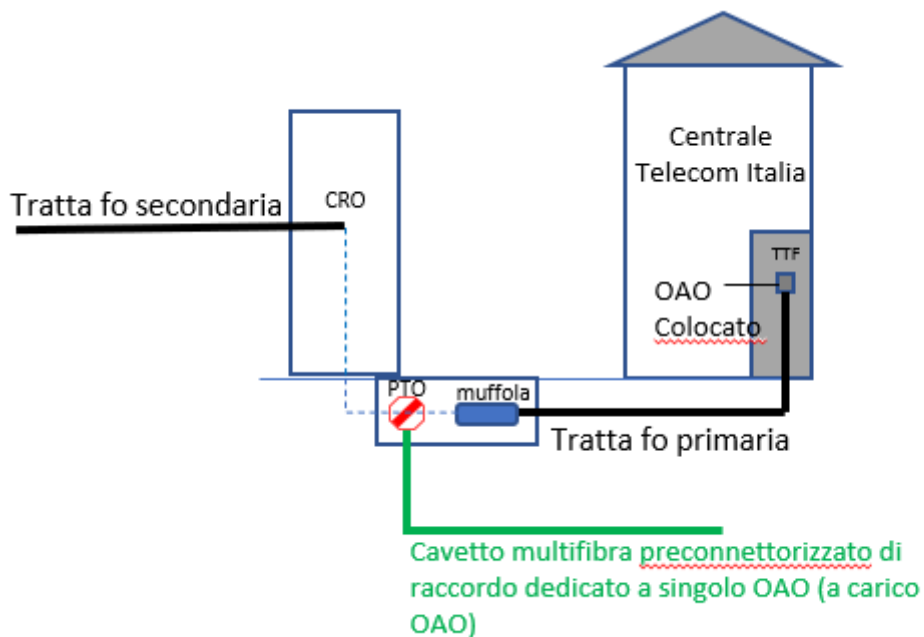 Centrale
Telecom Italia
CRO
Tratta fo secondaria
TTF
OAO
Colocato
PTO
muffola
Tratta fo primaria
Cavetto multifibra preconnettorizzato di
raccordo dedicato a singolo OAO (a carico
OAO)